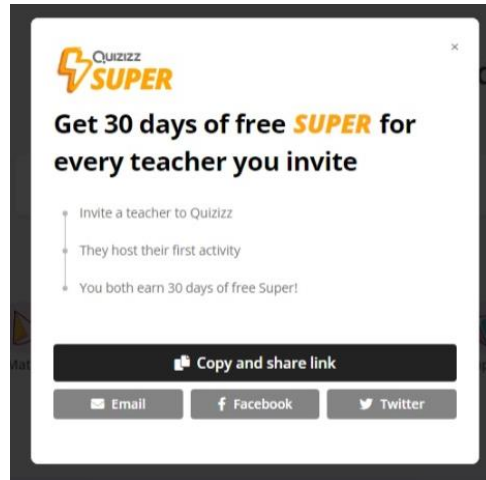 Quizizz
SUPER
×
Get 30 days of free SUPER for
every teacher you invite
Invite a teacher to Quizizz
They host their first activity
You both earn 30 days of free Super!
Copy and share link
Email
Facebook
Twitter